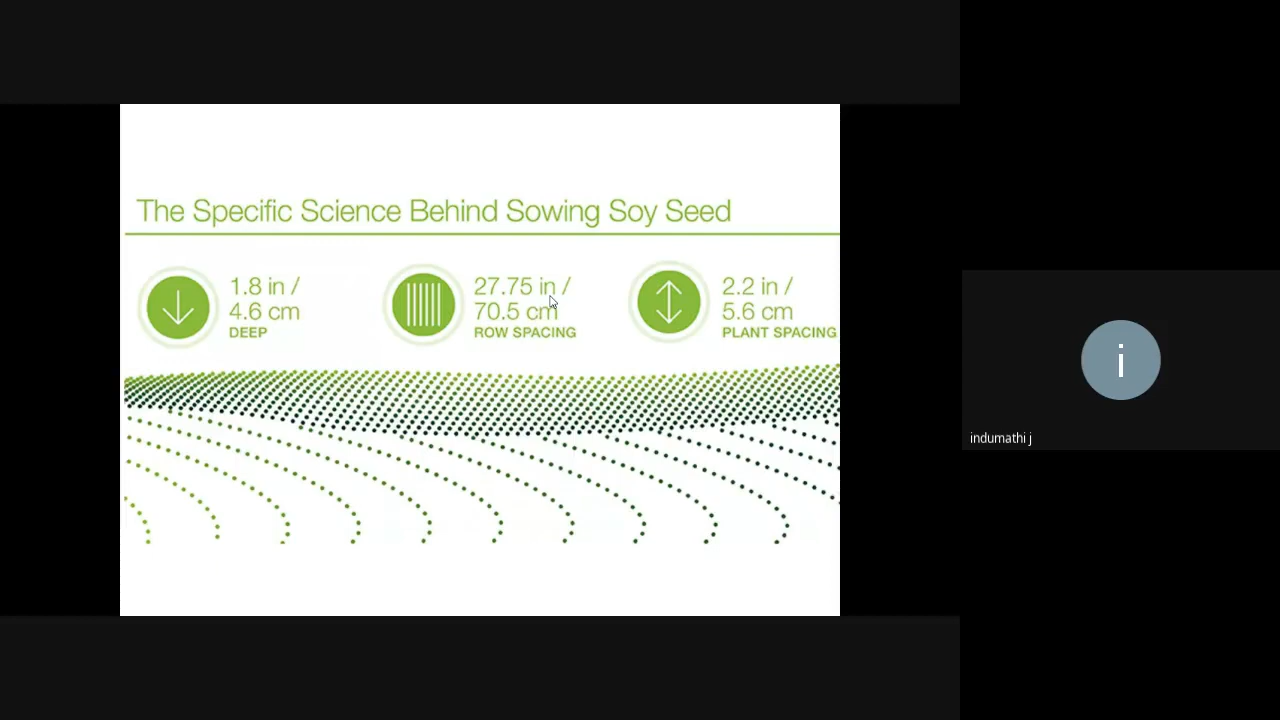 The Specific Science Behind Sowing Soy Seed
1.8 in /
4.6 cm
DEEP
27.75 in /
70.5 cm
ROW SPACING
2.2 in /
5.6 cm
PLANT SPACING
i
indumathi j